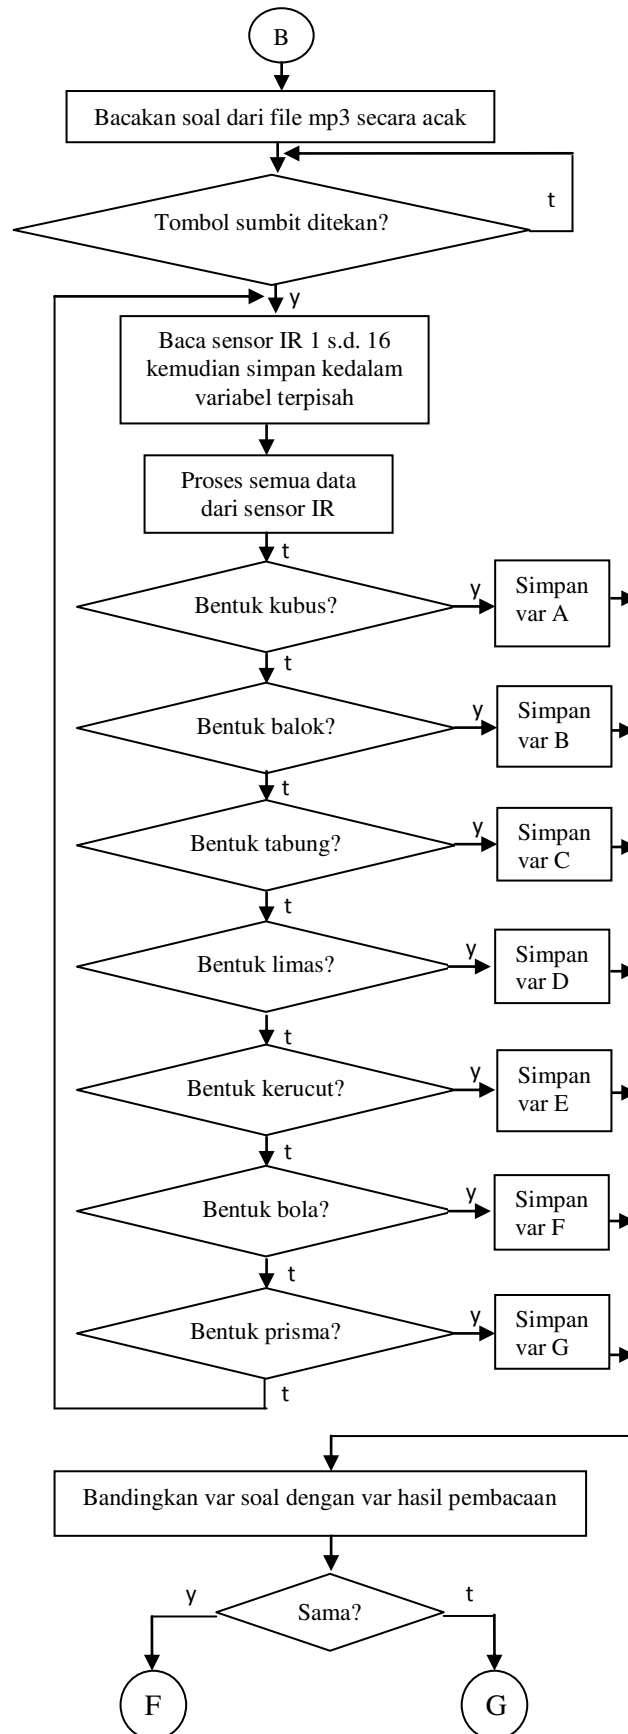 B
Bacakan soal dari file mp3 secara acak
t
Tombol sumbit ditekan?
y
Baca sensor IR 1 s.d. 16
kemudian simpan kedalam
variabel terpisah
Proses semua data
dari sensor IR
t
Bentuk kubus?
y
Simpan
var A
t
Bentuk balok?
y
Simpan
var B
t
Bentuk tabung?
y
Simpan
var C
t
Bentuk limas?
y
Simpan
var D
t
Bentuk kerucut?
y
Simpan
var E
t
Bentuk bola?
y
Simpan
var F
t
Bentuk prisma?
y
Simpan
var G
t
Bandingkan var soal dengan var hasil pembacaan
y
Sama?
t
F
G